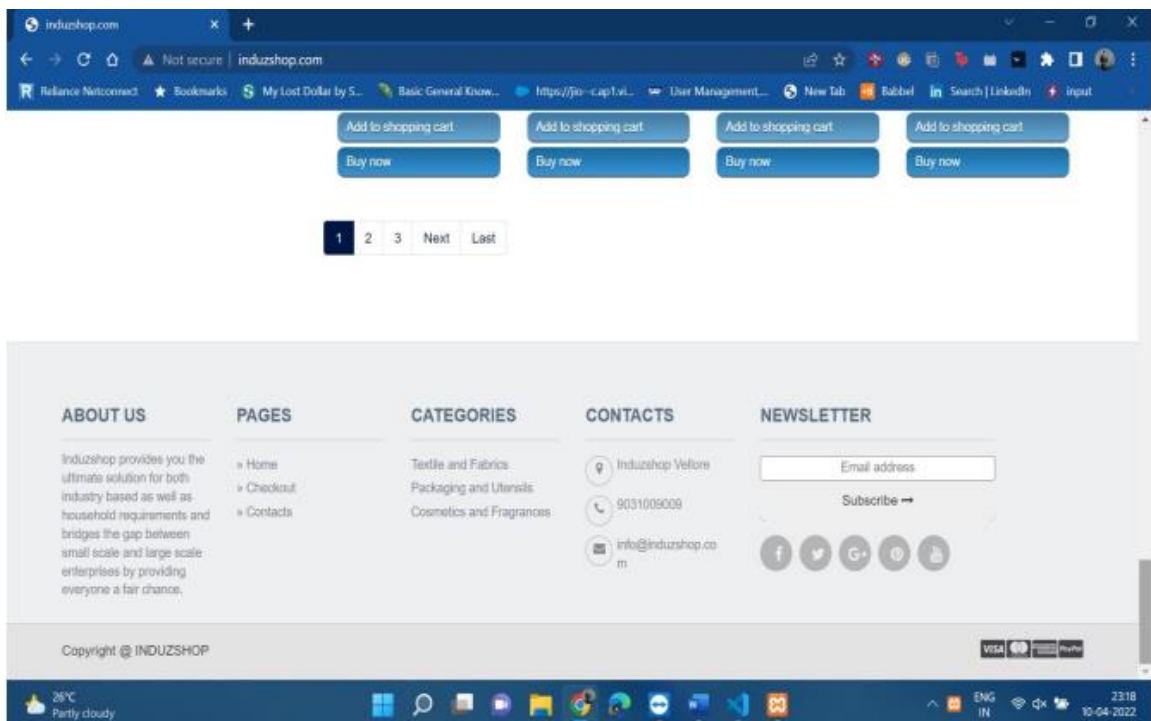 induzshop.com
Not secure | induzshop.com
Reliance Netconnect Bookmarks My Lost Dollar by S... Basic General Know... https://jio--c.ap1.vi... User Management,... New Tab Babbel Search | LinkedIn input
Add to shopping cart Add to shopping cart Add to shopping cart Add to shopping cart
Buy now Buy now Buy now Buy now
1 2 3 Next Last
ABOUT US
Induzshop provides you the
ultimate solution for both
industry based as well as
household requirements and
bridges the gap between
small scale and large scale
enterprises by providing
everyone a fair chance.
PAGES
» Home
» Checkout
» Contacts
CATEGORIES
Textile and Fabrics
Packaging and Utensils
Cosmetics and Fragrances
CONTACTS
Induzshop Vellore
9031009009
info@induzshop.co
m
NEWSLETTER
Email address
Subscribe →
Copyright @ INDUZSHOP
VISA PayPal
26°C
Partly cloudy
ENG
IN
23:18
10-04-2022